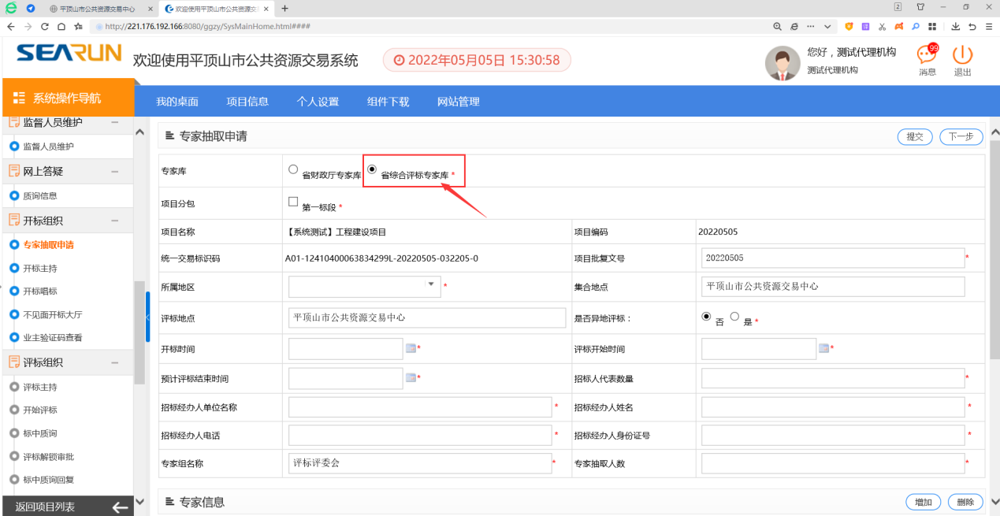 平顶山市公共资源交易中心
欢迎使用平顶山市公共资源交
2
http://221.176.192.166:8080/ggzy/SysMainHome.html####
SEARUN
欢迎使用平顶山市公共资源交易系统
2022年05月05日 15:30:58
您好，测试代理机构
测试代理机构
99
消息
退出
系统操作导航
我的桌面
项目信息
个人设置
组件下载
网站管理
监督人员维护
监督人员维护
网上答疑
质询信息
开标组织
专家抽取申请
开标主持
开标唱标
不见面开标大厅
业主验证码查看
评标组织
评标主持
开始评标
标中质询
评标解锁审批
标中质询回复
返回项目列表
专家抽取申请
提交
下一步
专家库
省财政厅专家库
省综合评标专家库 *
项目分包
第一标段 *
项目名称
【系统测试】工程建设项目
项目编码
20220505
统一交易标识码
A01-12410400063834299L-20220505-032205-0
项目批复文号
20220505
*
所属地区
*
集合地点
平顶山市公共资源交易中心
评标地点
平顶山市公共资源交易中心
是否异地评标：
否
是 *
开标时间
*
评标开始时间
*
预计评标结束时间
*
招标人代表数量
*
招标经办人单位名称
*
招标经办人姓名
*
招标经办人电话
*
招标经办人身份证号
*
专家组名称
评标评委会
*
专家抽取人数
*
专家信息
增加
删除